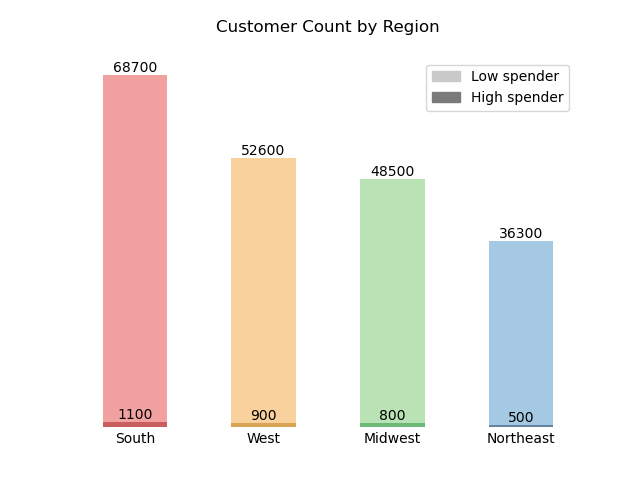 Customer Count by Region
68700
Low spender
High spender
52600
48500
36300
1100
900
800
500
South
West
Midwest
Northeast